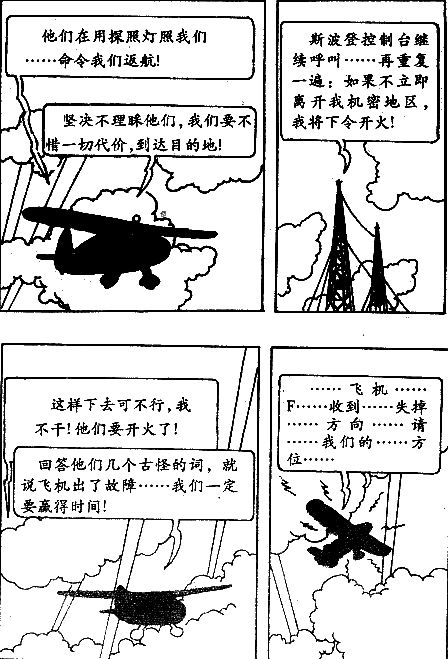 他们在用探照灯照我们
······命令我们返航!
坚决不理睬他们,我们要不
惜一切代价,到达目的地!
斯波登控制台继
续呼叫······再重复
一遍:如果不立即
离开我机密地区,
我将下令开火!
这样下去可不行,我
不干!他们要开火了!
回答他们几个古怪的词,就
说飞机出了故障······我们一定
要赢得时间!
······飞机······
F······收到······失掉
······方向······请
······我们的······方
位······